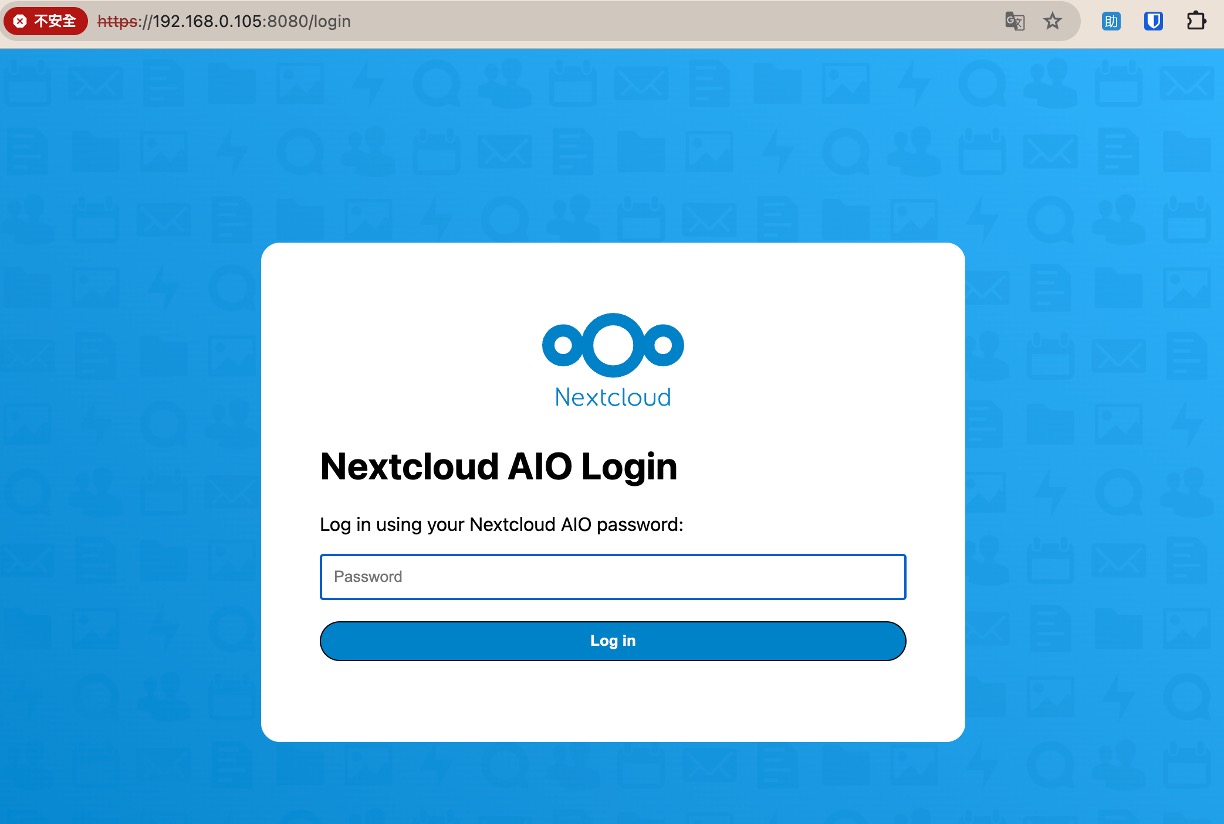 不安全 https://192.168.0.105:8080/login 助
Nextcloud
Nextcloud AIO Login
Log in using your Nextcloud AIO password:
Password
Log in